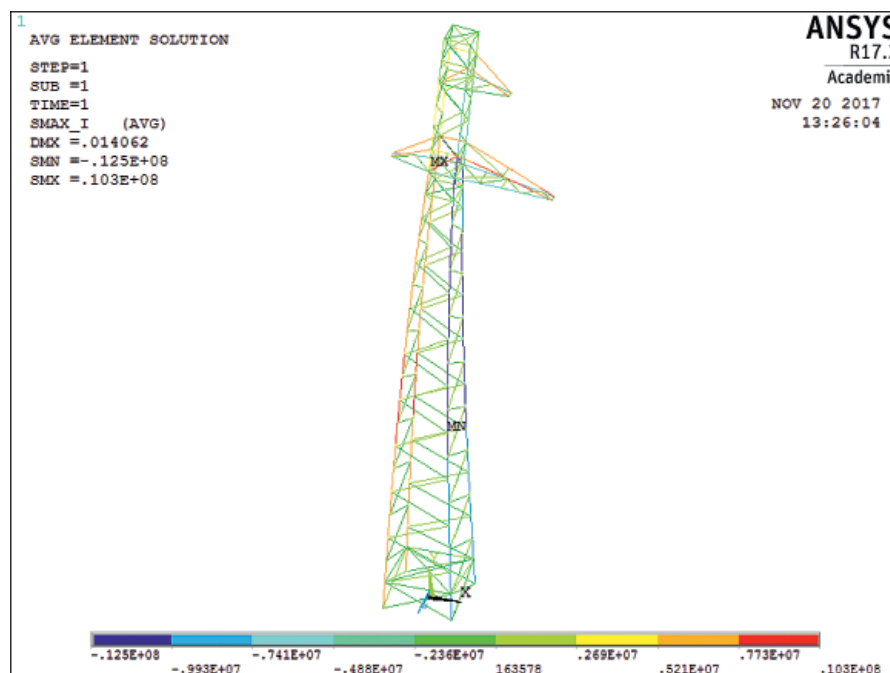 1
AVG ELEMENT SOLUTION
STEP=1
SUB =1
TIME=1
SMAX_I (AVG)
DMX =.014062
SMN =-.125E+08
SMX =.103E+08
ANSYS
R17.
Academi
NOV 20 2017
13:26:04
MX
MN
X
Z
-.125E+08 -.741E+07 -.236E+07 .269E+07 .773E+07
-.993E+07 -.488E+07 163578 .521E+07 .103E+08